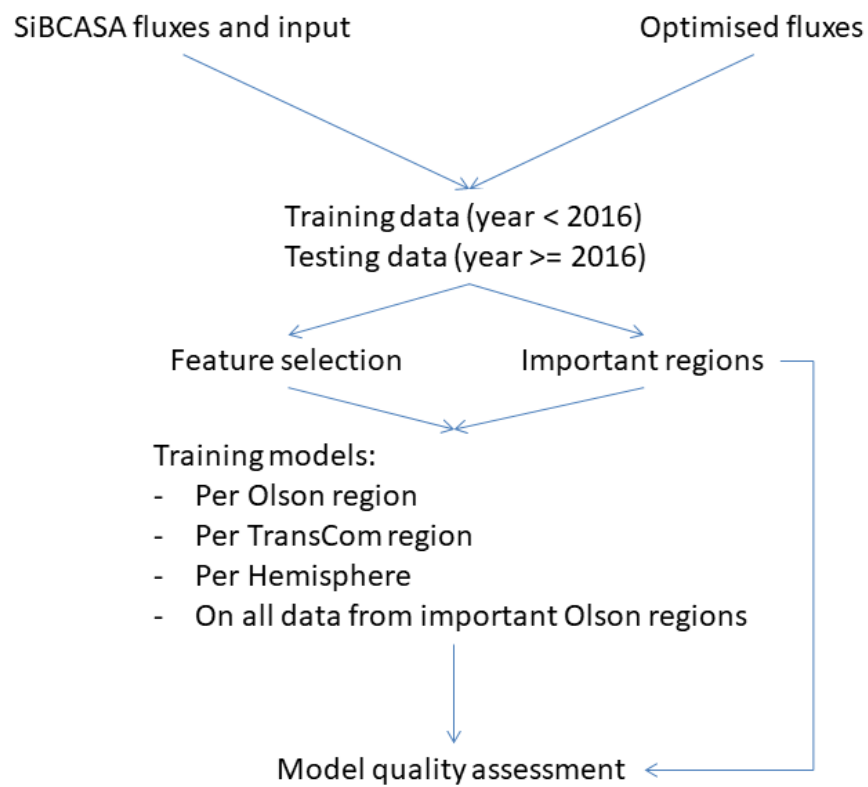 SiBCASA fluxes and input
Optimised fluxes
Training data (year < 2016)
Testing data (year >= 2016)
Feature selection
Important regions
Training models:
- Per Olson region
- Per TransCom region
- Per Hemisphere
- On all data from important Olson regions
Model quality assessment